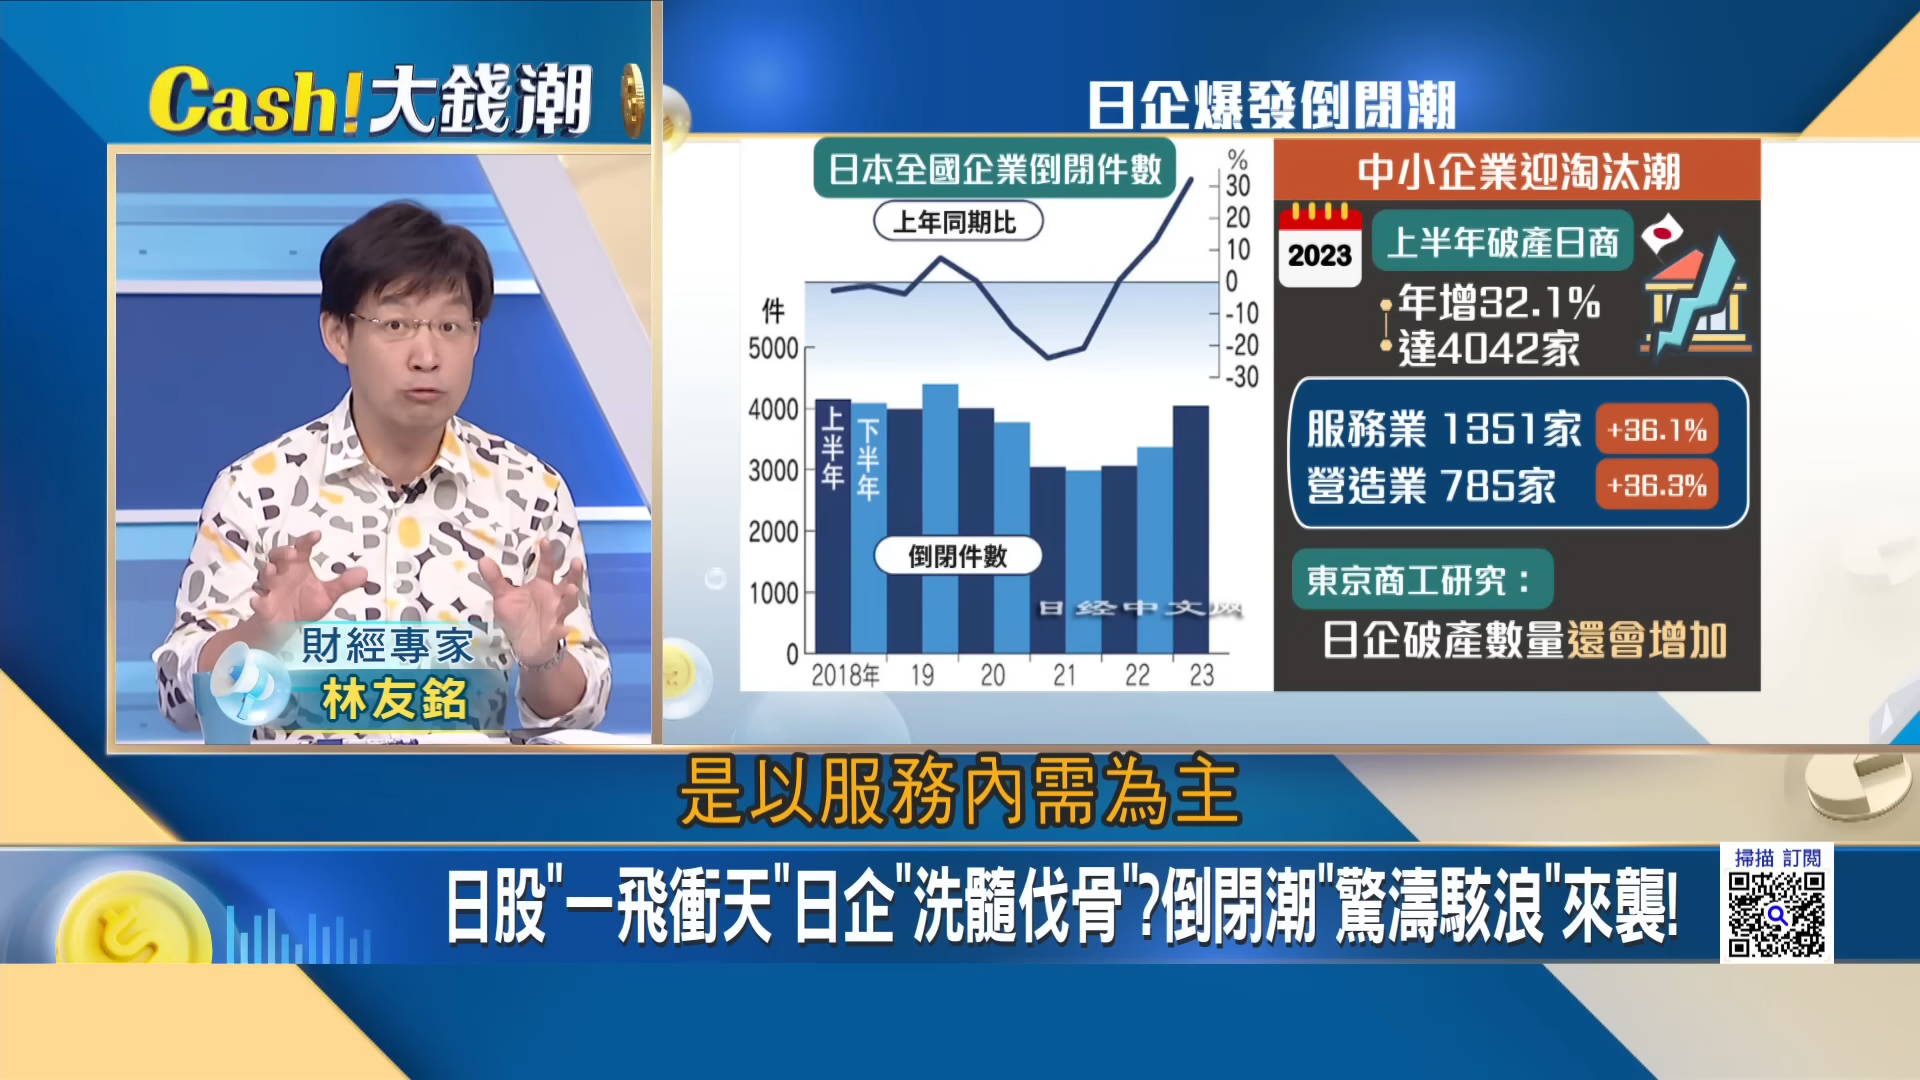 Cash!大錢潮
日企爆發倒閉潮
日本全國企業倒閉件數
上年同期比
%
30
20
10
0
-10
-20
-30
件
5000
4000
3000
2000
1000
0
上半年
下半年
倒閉件數
日经中文网
2018年 19 20 21 22 23
中小企業迎淘汰潮
2023
上半年破產日商
年增32.1%
達4042家
服務業 1351家 +36.1%
營造業 785家 +36.3%
東京商工研究：
日企破產數量還會增加
財經專家
林友銘
是以服務內需為主
日股"一飛衝天"日企"洗髓伐骨"?倒閉潮"驚濤駭浪"來襲!
掃描 訂閱